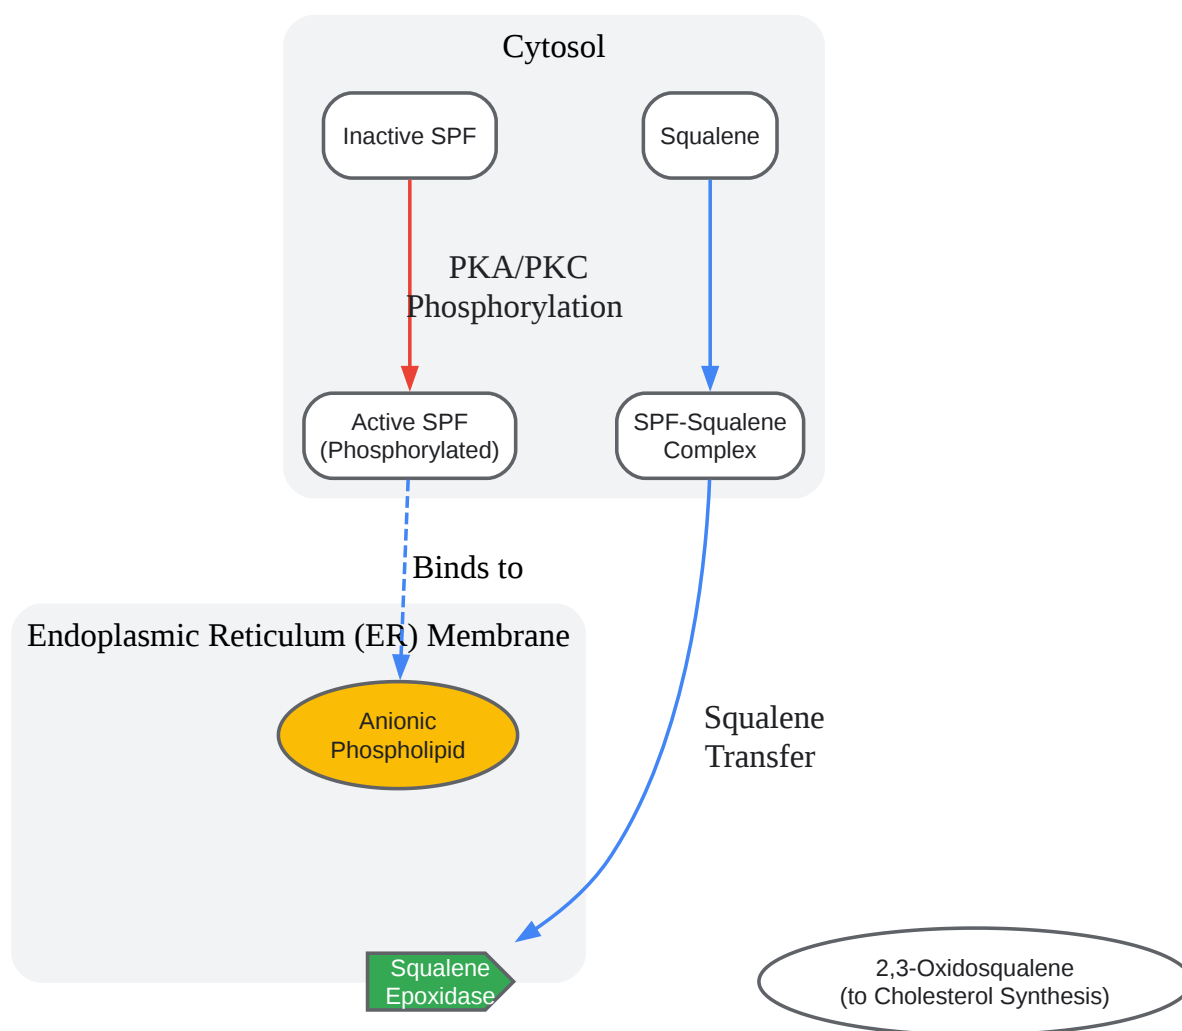 Cytosol
Inactive SPF
Squalene
PKA/PKC
Phosphorylation
Active SPF
(Phosphorylated)
SPF-Squalene
Complex
Binds to
Endoplasmic Reticulum (ER) Membrane
Anionic
Phospholipid
Squalene
Transfer
Squalene
Epoxidase
2,3-Oxidosqualene
(to Cholesterol Synthesis)